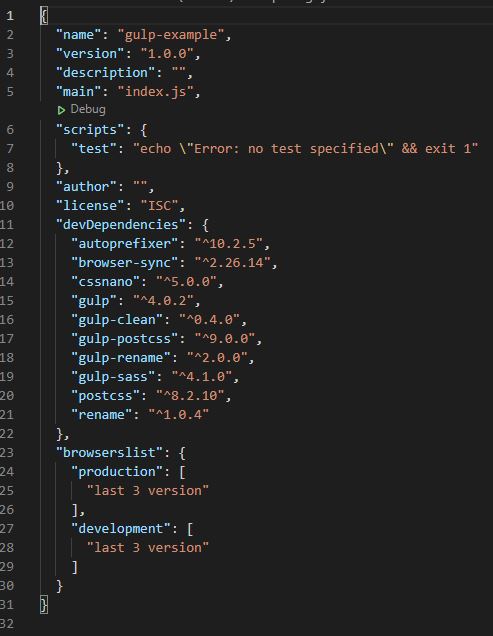 1 {
2 "name": "gulp-example",
3 "version": "1.0.0",
4 "description": "",
5 "main": "index.js",
Debug
6 "scripts": {
7 "test": "echo \"Error: no test specified\" && exit 1"
8 },
9 "author": "",
10 "license": "ISC",
11 "devDependencies": {
12 "autoprefixer": "^10.2.5",
13 "browser-sync": "^2.26.14",
14 "cssnano": "^5.0.0",
15 "gulp": "^4.0.2",
16 "gulp-clean": "^0.4.0",
17 "gulp-postcss": "^9.0.0",
18 "gulp-rename": "^2.0.0",
19 "gulp-sass": "^4.1.0",
20 "postcss": "^8.2.10",
21 "rename": "^1.0.4"
22 },
23 "browserslist": {
24 "production": [
25 "last 3 version"
26 ],
27 "development": [
28 "last 3 version"
29 ]
30 }
31 }
32